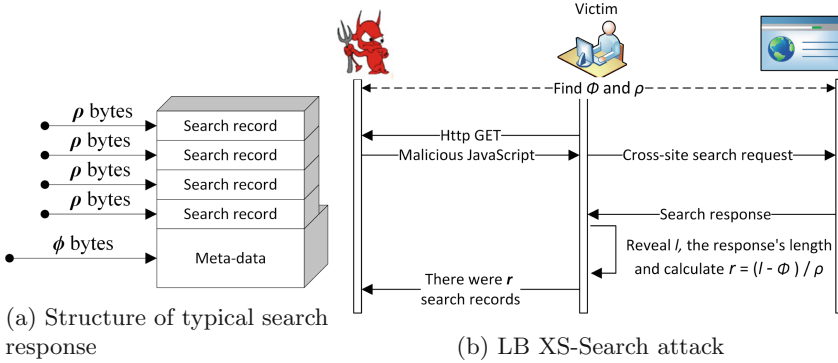 ρ bytes
Search record
ρ bytes
Search record
ρ bytes
Search record
ρ bytes
Search record
ϕ bytes
Meta-data
(a) Structure of typical search
response
Victim
Find Φ and ρ
Http GET
Malicious JavaScript
Cross-site search request
Search response
Reveal l, the response's length
and calculate r = (l - Φ ) / ρ
There were r
search records
(b) LB XS-Search attack